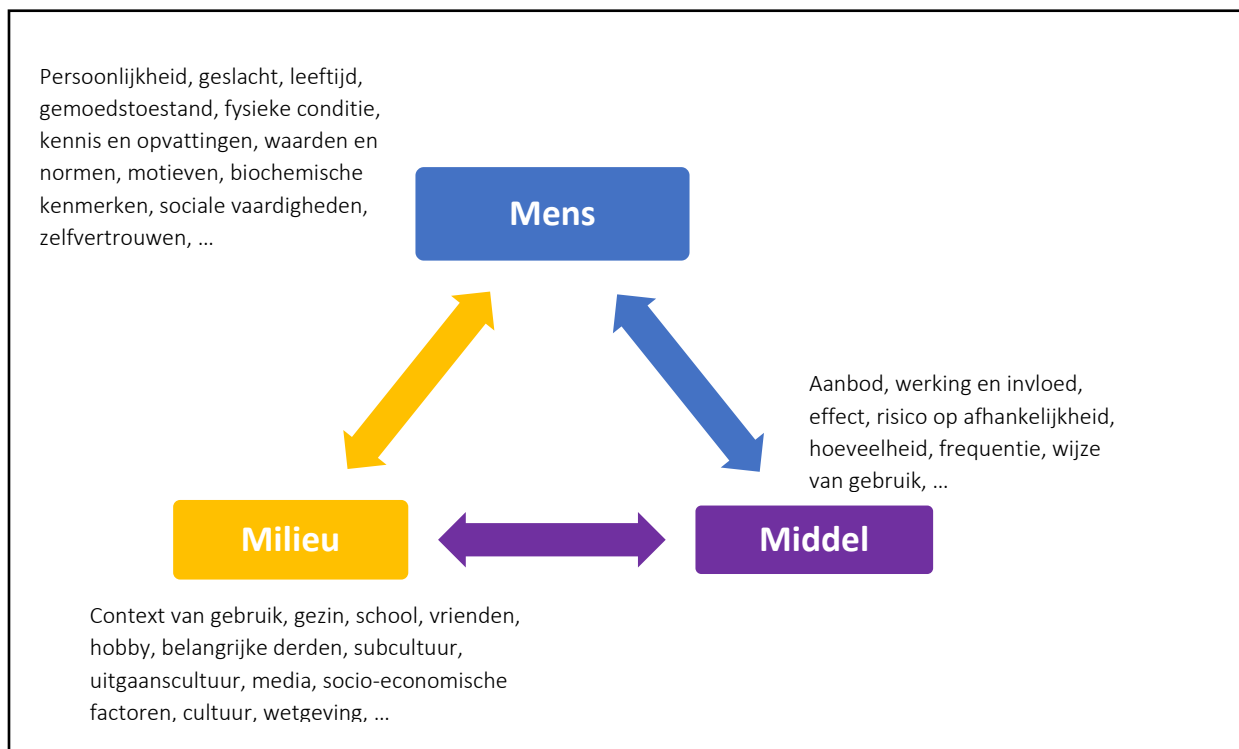 Persoonlijkheid, geslacht, leeftijd,
gemoedstoestand, fysieke conditie,
kennis en opvattingen, waarden en
normen, motieven, biochemische
kenmerken, sociale vaardigheden,
zelfvertrouwen, ...
Mens
Aanbod, werking en invloed,
effect, risico op afhankelijkheid,
hoeveelheid, frequentie, wijze
van gebruik, ...
Milieu
Middel
Context van gebruik, gezin, school, vrienden,
hobby, belangrijke derden, subcultuur,
uitgaanscultuur, media, socio-economische
factoren, cultuur, wetgeving, ...